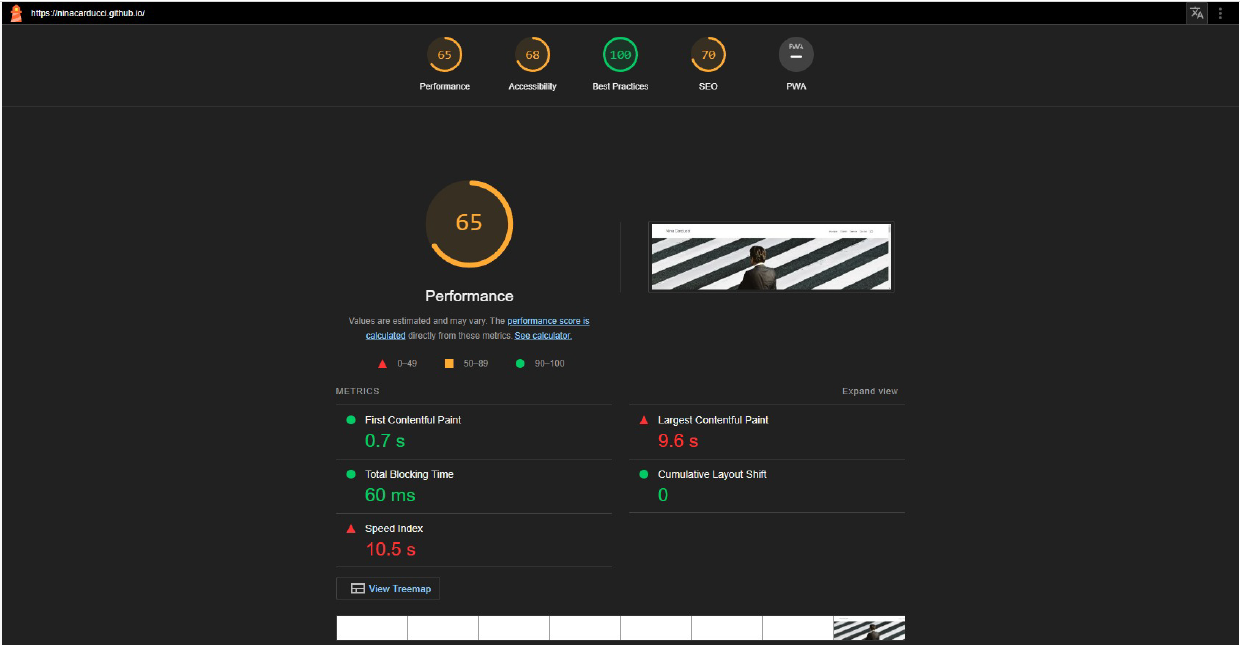 https://ninacarducci.github.io/
65
68
100
70
PWA
Performance
Accessibility
Best Practices
SEO
PWA
65
Performance
Values are estimated and may vary. The performance score is
calculated directly from these metrics. See calculator.
0–49
50–89
90–100
METRICS
Expand view
First Contentful Paint
0.7 s
Largest Contentful Paint
9.6 s
Total Blocking Time
60 ms
Cumulative Layout Shift
0
Speed Index
10.5 s
View Treemap